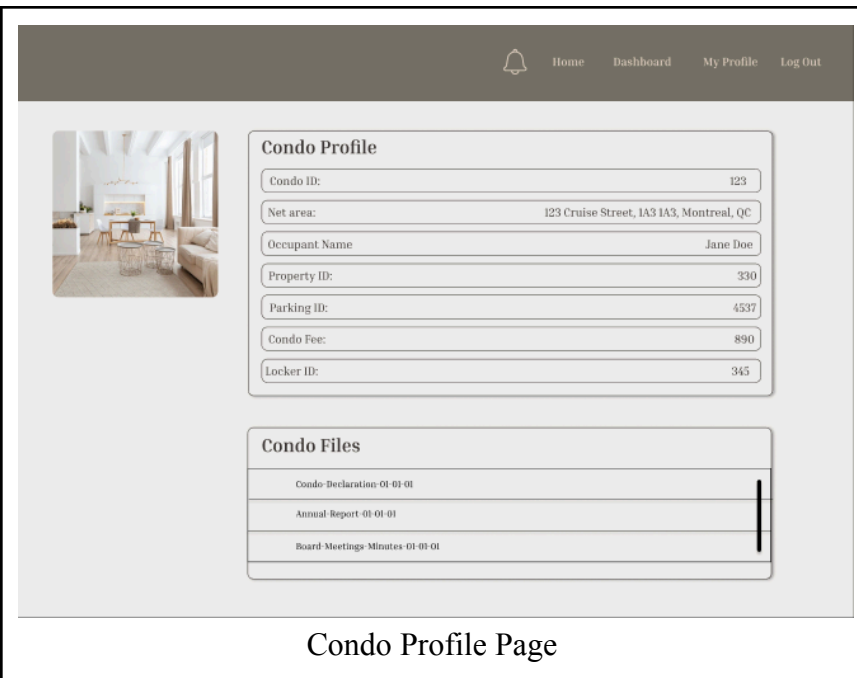 Home Dashboard My Profile Log Out
Condo Profile
Condo ID: 123
Net area: 123 Cruise Street, 1A3 1A3, Montreal, QC
Occupant Name Jane Doe
Property ID: 330
Parking ID: 4537
Condo Fee: 890
Locker ID: 345
Condo Files
Condo-Declaration-01-01-01
Annual-Report-01-01-01
Board-Meetings-Minutes-01-01-01
Condo Profile Page